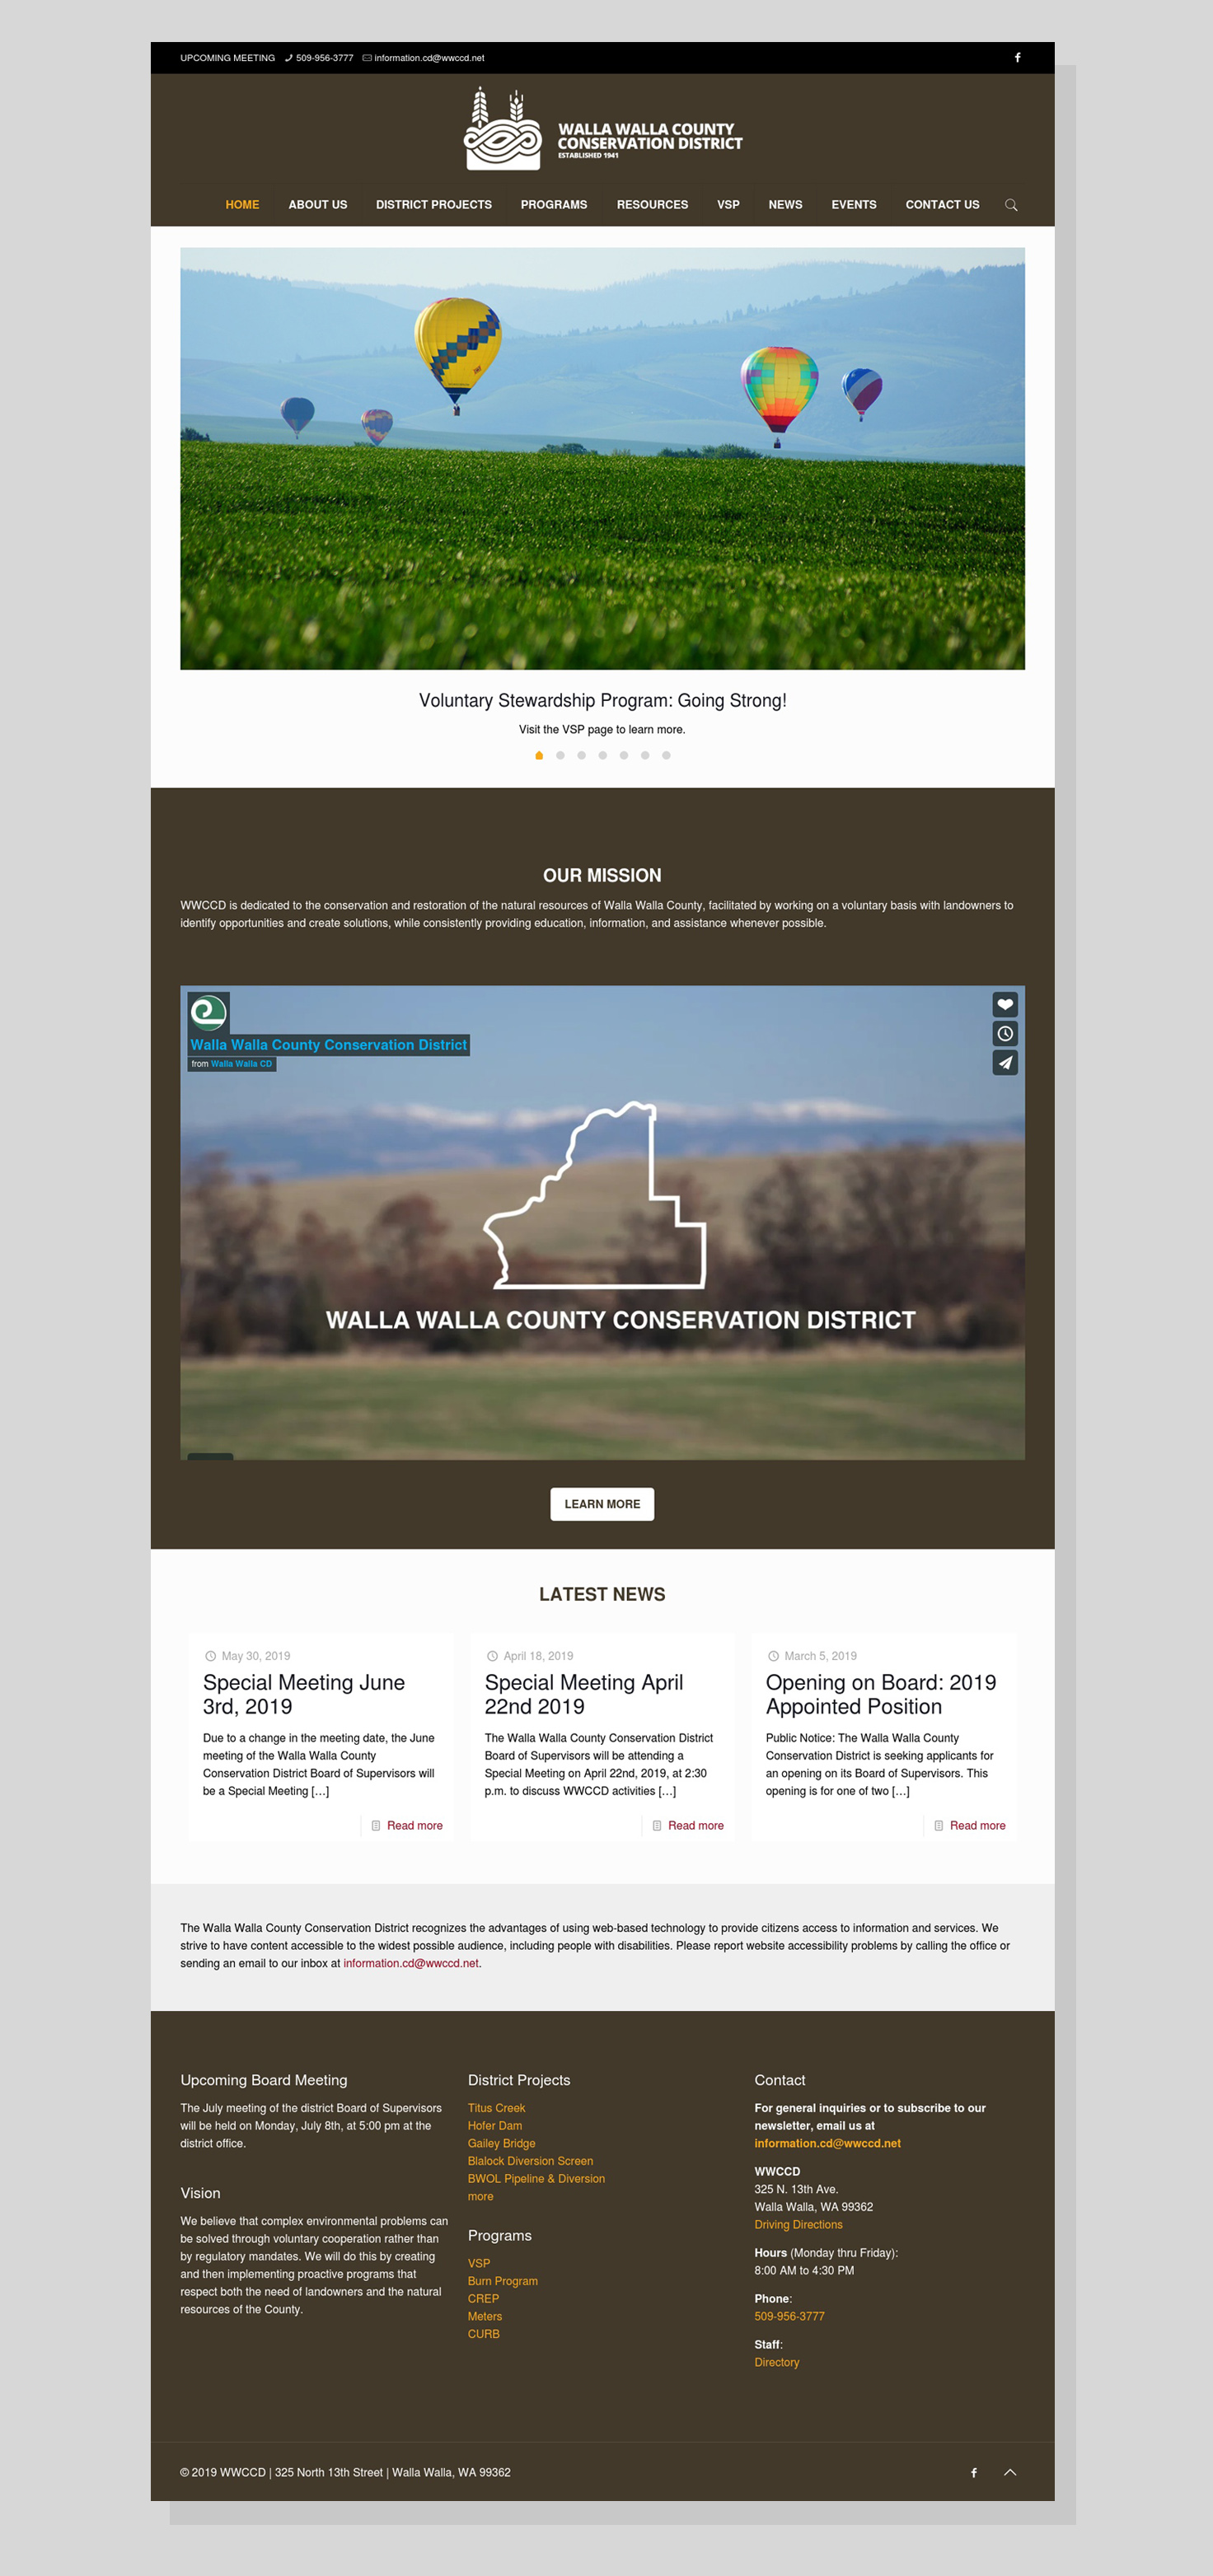 UPCOMING MEETING 509-956-3777 information.cd@wwccd.net
WALLA WALLA COUNTY
CONSERVATION DISTRICT
ESTABLISHED 1941
HOME ABOUT US DISTRICT PROJECTS PROGRAMS RESOURCES VSP NEWS EVENTS CONTACT US
Voluntary Stewardship Program: Going Strong!
Visit the VSP page to learn more.
OUR MISSION
WWCCD is dedicated to the conservation and restoration of the natural resources of Walla Walla County, facilitated by working on a voluntary basis with landowners to
identify opportunities and create solutions, while consistently providing education, information, and assistance whenever possible.
Walla Walla County Conservation District
from Walla Walla CD
WALLA WALLA COUNTY CONSERVATION DISTRICT
LEARN MORE
LATEST NEWS
May 30, 2019
Special Meeting June
3rd, 2019
Due to a change in the meeting date, the June
meeting of the Walla Walla County
Conservation District Board of Supervisors will
be a Special Meeting […]
Read more
April 18, 2019
Special Meeting April
22nd 2019
The Walla Walla County Conservation District
Board of Supervisors will be attending a
Special Meeting on April 22nd, 2019, at 2:30
p.m. to discuss WWCCD activities […]
Read more
March 5, 2019
Opening on Board: 2019
Appointed Position
Public Notice: The Walla Walla County
Conservation District is seeking applicants for
an opening on its Board of Supervisors. This
opening is for one of two […]
Read more
The Walla Walla County Conservation District recognizes the advantages of using web-based technology to provide citizens access to information and services. We
strive to have content accessible to the widest possible audience, including people with disabilities. Please report website accessibility problems by calling the office or
sending an email to our inbox at information.cd@wwccd.net.
Upcoming Board Meeting
The July meeting of the district Board of Supervisors
will be held on Monday, July 8th, at 5:00 pm at the
district office.
Vision
We believe that complex environmental problems can
be solved through voluntary cooperation rather than
by regulatory mandates. We will do this by creating
and then implementing proactive programs that
respect both the need of landowners and the natural
resources of the County.
District Projects
Titus Creek
Hofer Dam
Gailey Bridge
Blalock Diversion Screen
BWOL Pipeline & Diversion
more
Programs
VSP
Burn Program
CREP
Meters
CURB
Contact
For general inquiries or to subscribe to our
newsletter, email us at
information.cd@wwccd.net
WWCCD
325 N. 13th Ave.
Walla Walla, WA 99362
Driving Directions
Hours (Monday thru Friday):
8:00 AM to 4:30 PM
Phone:
509-956-3777
Staff:
Directory
© 2019 WWCCD | 325 North 13th Street | Walla Walla, WA 99362